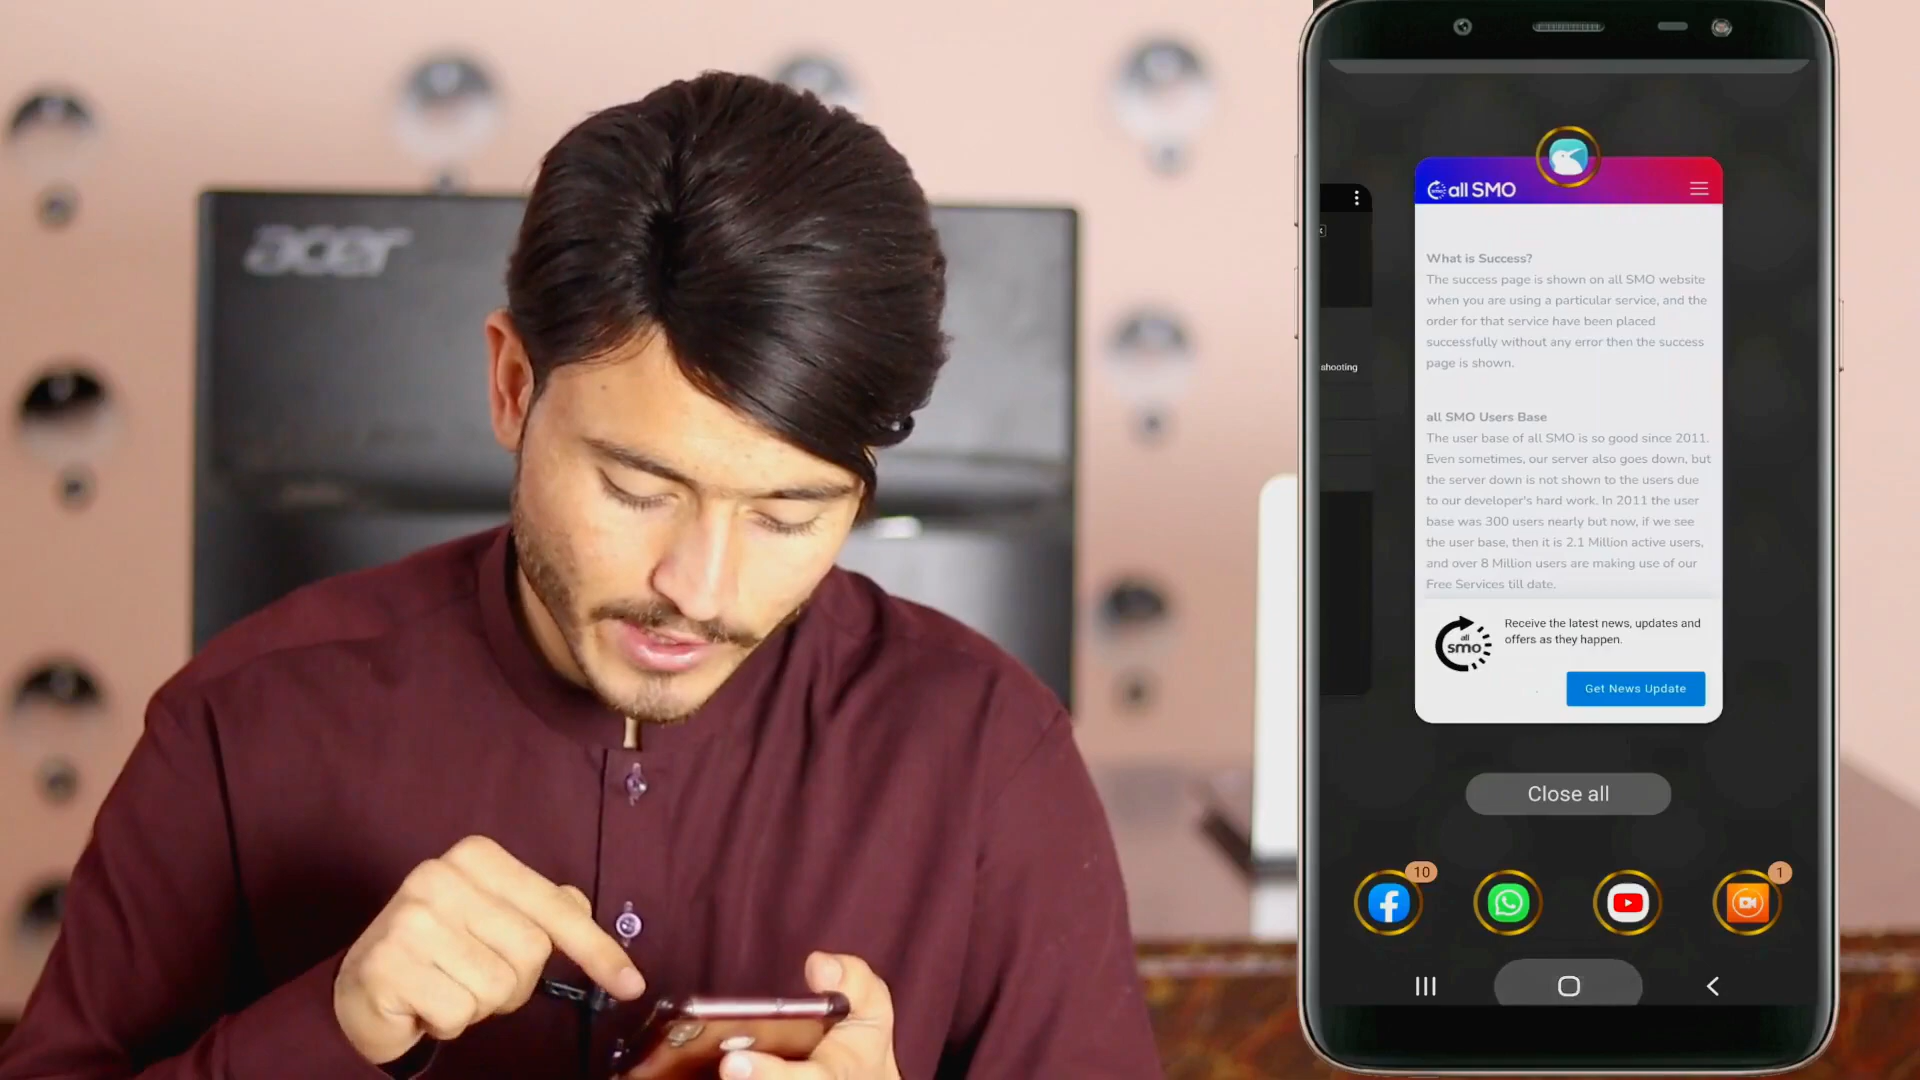 acer
all SMO
What is Success?
The success page is shown on all SMO website
when you are using a particular service, and the
order for that service have been placed
successfully without any error then the success
page is shown.
all SMO Users Base
The user base of all SMO is so good since 2011.
Even sometimes, our server also goes down, but
the server down is not shown to the users due
to our developer's hard work. In 2011 the user
base was 300 users nearly but now, if we see
the user base, then it is 2.1 Million active users,
and over 8 Million users are making use of our
Free Services till date.
all
smo
Receive the latest news, updates and
offers as they happen.
Get News Update
ahooting
Close all
10
1